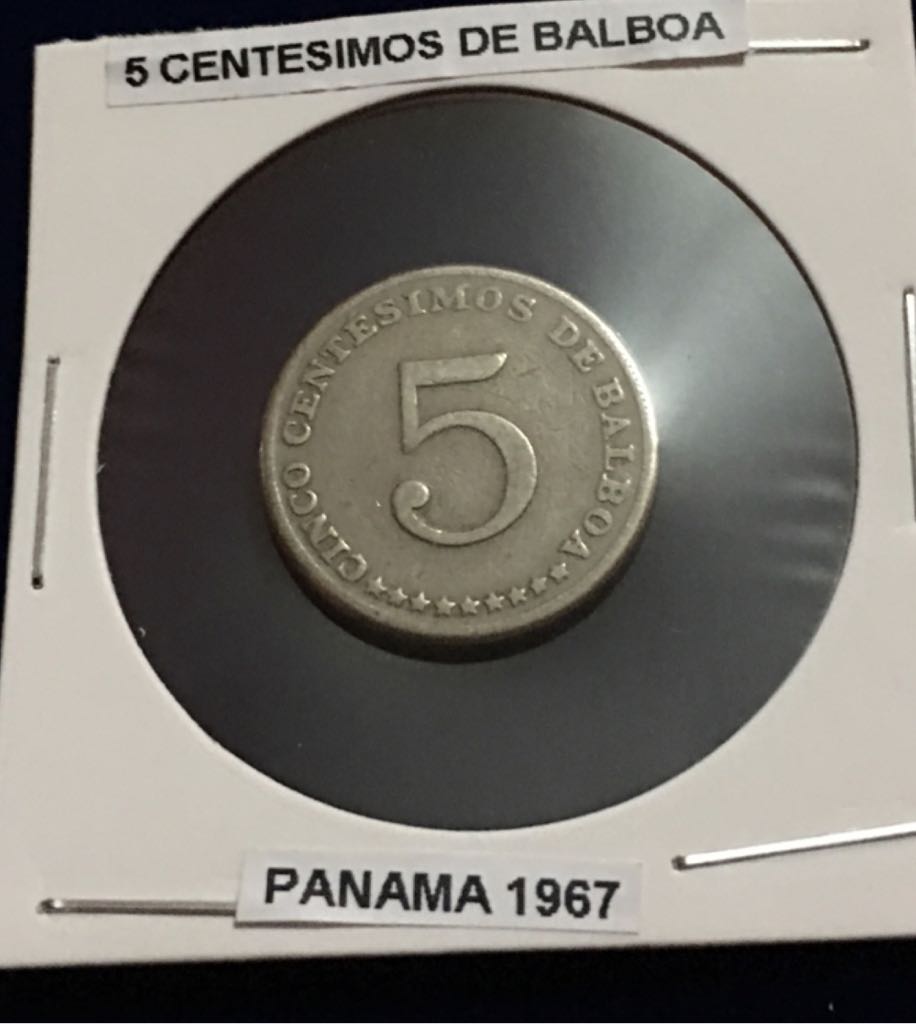 5 CENTESIMOS DE BALBOA
CINCO CENTESIMOS DE BALBOA
5
PANAMA 1967